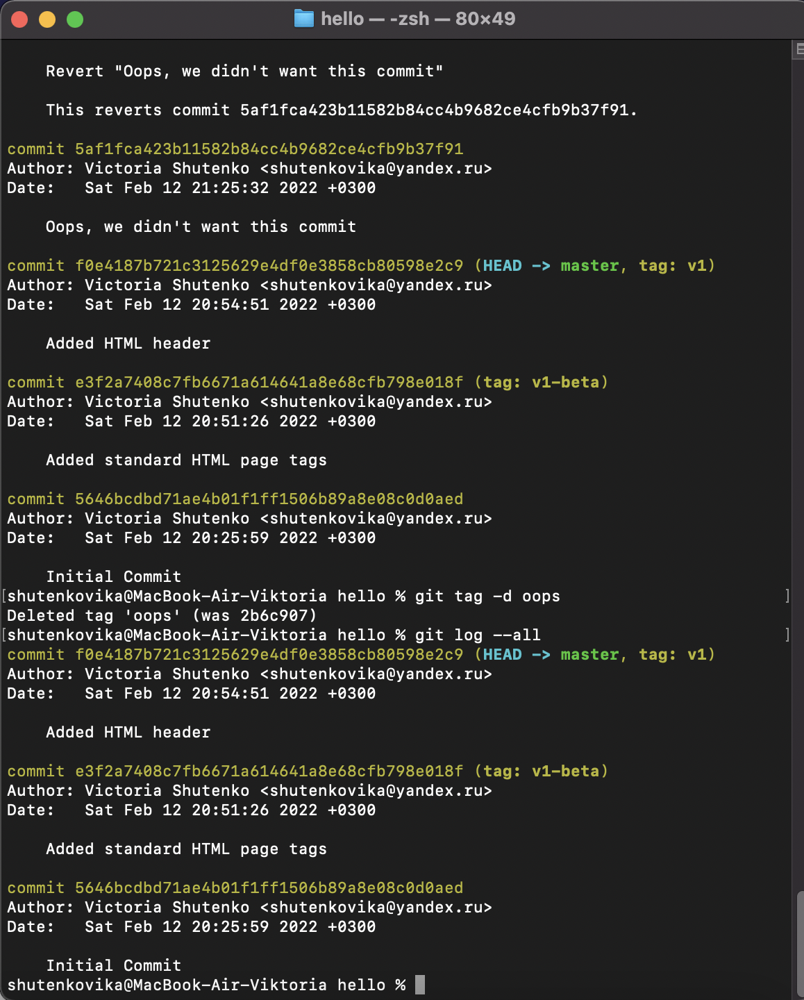 hello — -zsh — 80×49
Revert "Oops, we didn't want this commit"
This reverts commit 5af1fca423b11582b84cc4b9682ce4cfb9b37f91.
commit 5af1fca423b11582b84cc4b9682ce4cfb9b37f91
Author: Victoria Shutenko <shutenkovika@yandex.ru>
Date:   Sat Feb 12 21:25:32 2022 +0300
Oops, we didn't want this commit
commit f0e4187b721c3125629e4df0e3858cb80598e2c9 (HEAD -> master, tag: v1)
Author: Victoria Shutenko <shutenkovika@yandex.ru>
Date:   Sat Feb 12 20:54:51 2022 +0300
Added HTML header
commit e3f2a7408c7fb6671a614641a8e68cfb798e018f (tag: v1-beta)
Author: Victoria Shutenko <shutenkovika@yandex.ru>
Date:   Sat Feb 12 20:51:26 2022 +0300
Added standard HTML page tags
commit 5646bcdbd71ae4b01f1ff1506b89a8e08c0d0aed
Author: Victoria Shutenko <shutenkovika@yandex.ru>
Date:   Sat Feb 12 20:25:59 2022 +0300
Initial Commit
[shutenkovika@MacBook-Air-Viktoria hello % git tag -d oops ]
Deleted tag 'oops' (was 2b6c907)
[shutenkovika@MacBook-Air-Viktoria hello % git log --all ]
commit f0e4187b721c3125629e4df0e3858cb80598e2c9 (HEAD -> master, tag: v1)
Author: Victoria Shutenko <shutenkovika@yandex.ru>
Date:   Sat Feb 12 20:54:51 2022 +0300
Added HTML header
commit e3f2a7408c7fb6671a614641a8e68cfb798e018f (tag: v1-beta)
Author: Victoria Shutenko <shutenkovika@yandex.ru>
Date:   Sat Feb 12 20:51:26 2022 +0300
Added standard HTML page tags
commit 5646bcdbd71ae4b01f1ff1506b89a8e08c0d0aed
Author: Victoria Shutenko <shutenkovika@yandex.ru>
Date:   Sat Feb 12 20:25:59 2022 +0300
Initial Commit
shutenkovika@MacBook-Air-Viktoria hello %